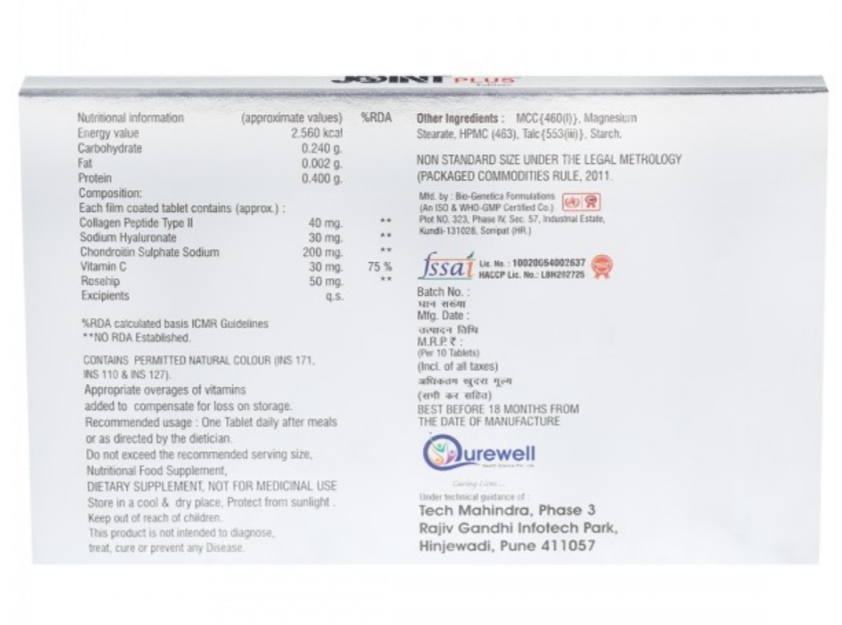 JOINT PLUS
Nutritional information (approximate values) %RDA
Energy value 2.560 kcal
Carbohydrate 0.240 g.
Fat 0.002 g.
Protein 0.400 g.
Composition:
Each film coated tablet contains (approx.) :
Collagen Peptide Type II 40 mg. **
Sodium Hyaluronate 30 mg. **
Chondroitin Sulphate Sodium 200 mg. **
Vitamin C 30 mg. 75 %
Rosehip 50 mg. **
Excipients q.s.
%RDA calculated basis ICMR Guidelines
**NO RDA Established.
CONTAINS PERMITTED NATURAL COLOUR (INS 171,
INS 110 & INS 127).
Appropriate overages of vitamins
added to compensate for loss on storage.
Recommended usage : One Tablet daily after meals
or as directed by the dietician.
Do not exceed the recommended serving size,
Nutritional Food Supplement,
DIETARY SUPPLEMENT, NOT FOR MEDICINAL USE
Store in a cool & dry place, Protect from sunlight .
Keep out of reach of children.
This product is not intended to diagnose,
treat, cure or prevent any Disease.
Other Ingredients : MCC{460(I)}, Magnesium
Stearate, HPMC (463), Talc{553(iii)}, Starch.
NON STANDARD SIZE UNDER THE LEGAL METROLOGY
(PACKAGED COMMODITIES RULE, 2011.
Mfd. by : Bio-Genetica Formulations
(An ISO & WHO-GMP Certified Co.)
Plot NO. 323, Phase IV, Sec. 57, Industrial Estate,
Kundli-131028, Sonipat (HR.)
fssai Lic. No. : 10020064002637
HACCP Lic. No.: LBH292725
Batch No. :
भान संख्या
Mfg. Date :
उत्पादन तिथि
M.R.P. ₹ :
(Per 10 Tablets)
(Incl. of all taxes)
अधिकतम खुदरा मूल्य
(सभी कर सहित)
BEST BEFORE 18 MONTHS FROM
THE DATE OF MANUFACTURE
Qurewell
Health Science Pvt. Ltd.
Caring Lives...
Under technical guidance of :
Tech Mahindra, Phase 3
Rajiv Gandhi Infotech Park,
Hinjewadi, Pune 411057